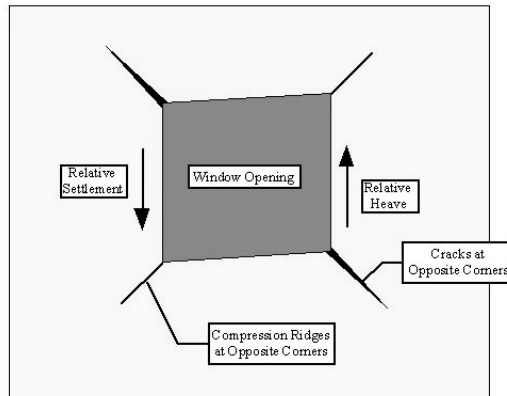 Relative
Settlement
Window Opening
Relative
Heave
Cracks at
Opposite Corners
Compression Ridges
at Opposite Corners